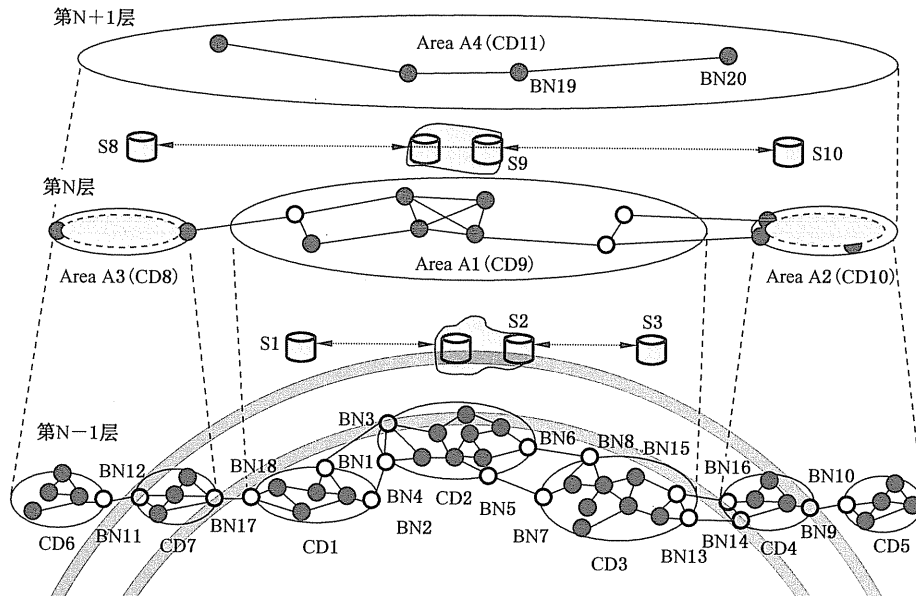 第N+1层
Area A4(CD11)
BN19
BN20
S8
S9
S10
第N层
Area A3(CD8)
Area A1(CD9)
Area A2(CD10)
S1
S2
S3
第N−1层
BN3
BN6
BN8
BN15
BN12
BN18
BN1
BN16
BN10
BN4
CD2
BN5
CD6
BN11
CD7
BN17
CD1
BN2
BN7
CD3
BN13
BN14
CD4
BN9
CD5